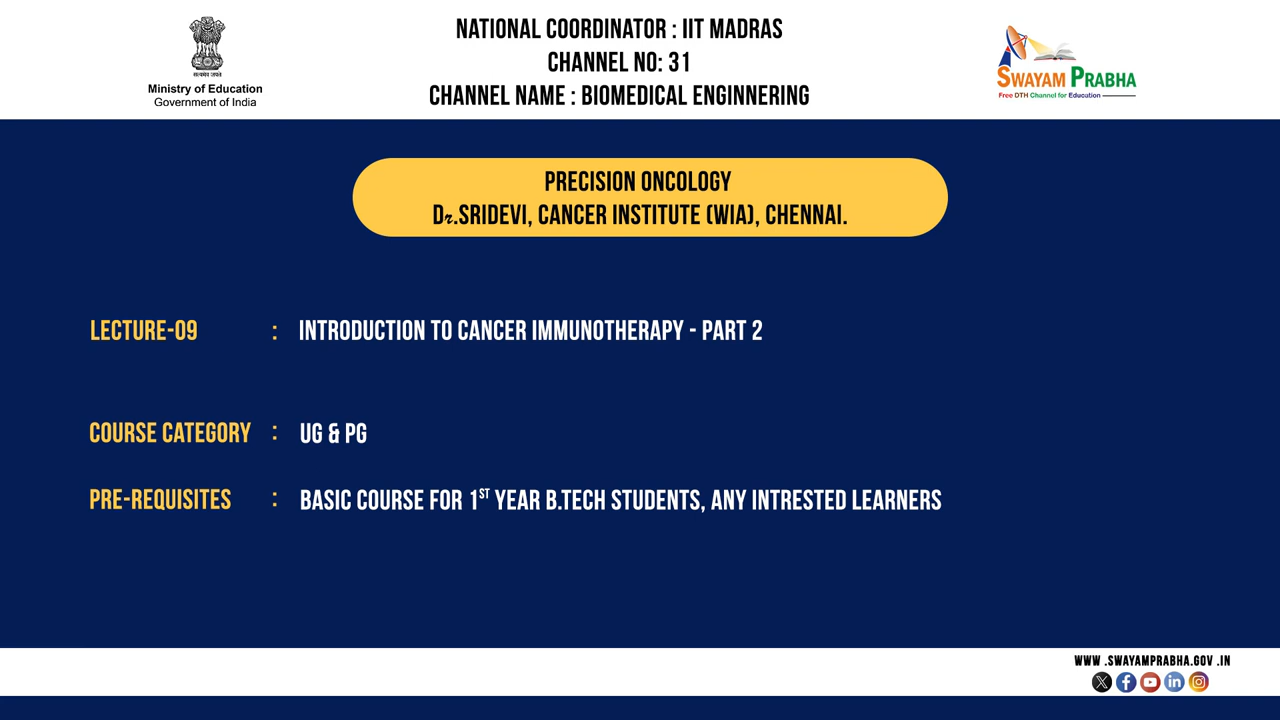 NATIONAL COORDINATOR : IIT MADRAS
CHANNEL NO: 31
CHANNEL NAME : BIOMEDICAL ENGINNERING
सत्यमेव जयते
Ministry of Education
Government of India
SWAYAM PRABHA
Free DTH Channel for Education
PRECISION ONCOLOGY
Dr.SRIDEVI, CANCER INSTITUTE (WIA), CHENNAI.
LECTURE-09 : INTRODUCTION TO CANCER IMMUNOTHERAPY - PART 2
COURSE CATEGORY : UG & PG
PRE-REQUISITES : BASIC COURSE FOR 1ST YEAR B.TECH STUDENTS, ANY INTRESTED LEARNERS
WWW .SWAYAMPRABHA.GOV .IN